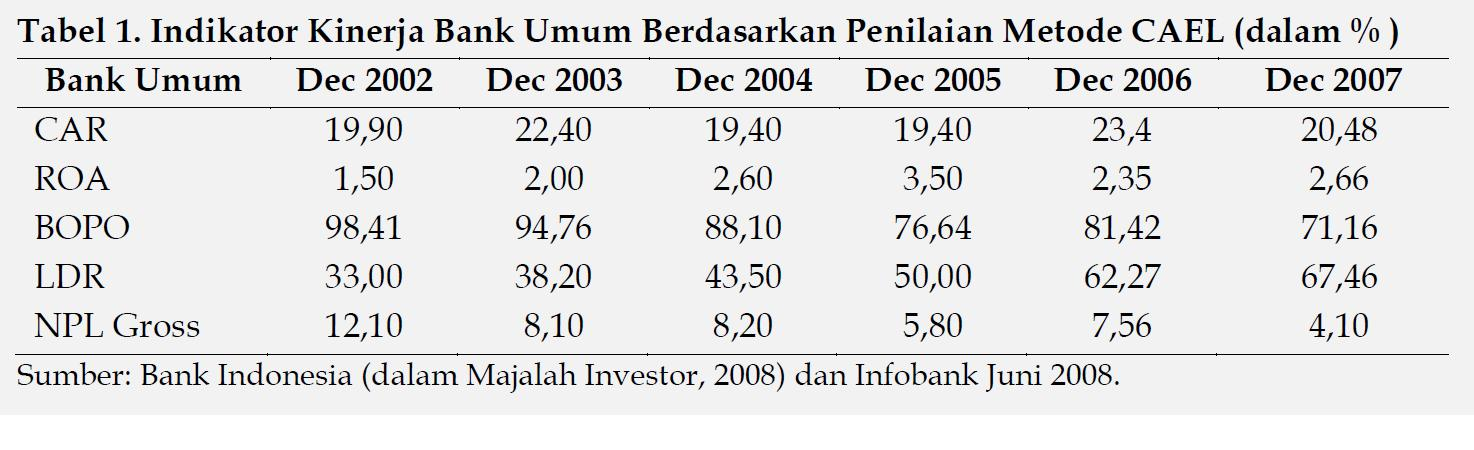 Tabel 1. Indikator Kinerja Bank Umum Berdasarkan Penilaian Metode CAEL (dalam % )
Bank Umum Dec 2002 Dec 2003 Dec 2004 Dec 2005 Dec 2006 Dec 2007
CAR 19,90 22,40 19,40 19,40 23,4 20,48
ROA 1,50 2,00 2,60 3,50 2,35 2,66
BOPO 98,41 94,76 88,10 76,64 81,42 71,16
LDR 33,00 38,20 43,50 50,00 62,27 67,46
NPL Gross 12,10 8,10 8,20 5,80 7,56 4,10
Sumber: Bank Indonesia (dalam Majalah Investor, 2008) dan Infobank Juni 2008.